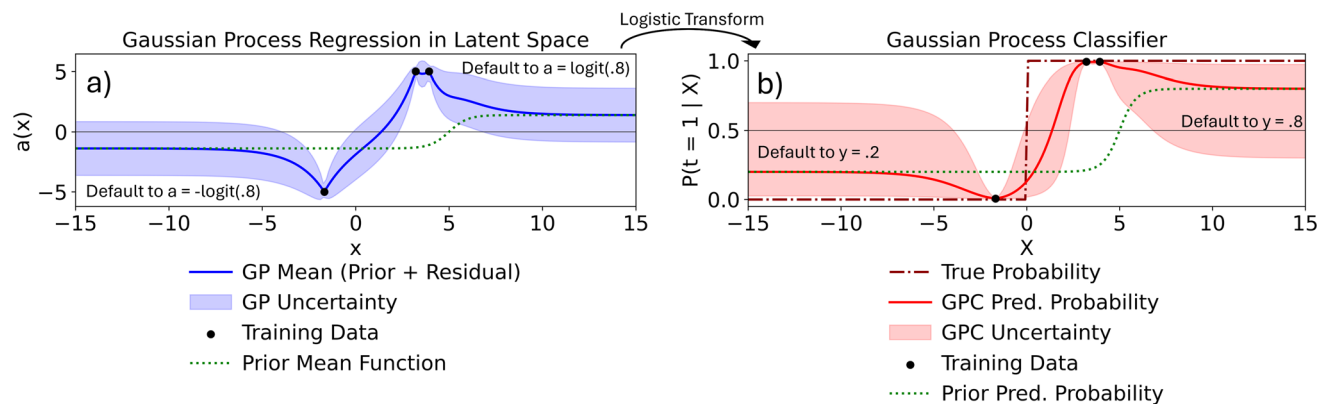 Logistic Transform
Gaussian Process Regression in Latent Space
a)
Default to a = logit(.8)
Default to a = -logit(.8)
a(x)
5
0
−5
−15 −10 −5 0 5 10 15
x
GP Mean (Prior + Residual)
GP Uncertainty
Training Data
Prior Mean Function
Gaussian Process Classifier
b)
Default to y = .8
Default to y = .2
P(t = 1 | X)
1.0
0.5
0.0
−15 −10 −5 0 5 10 15
X
True Probability
GPC Pred. Probability
GPC Uncertainty
Training Data
Prior Pred. Probability